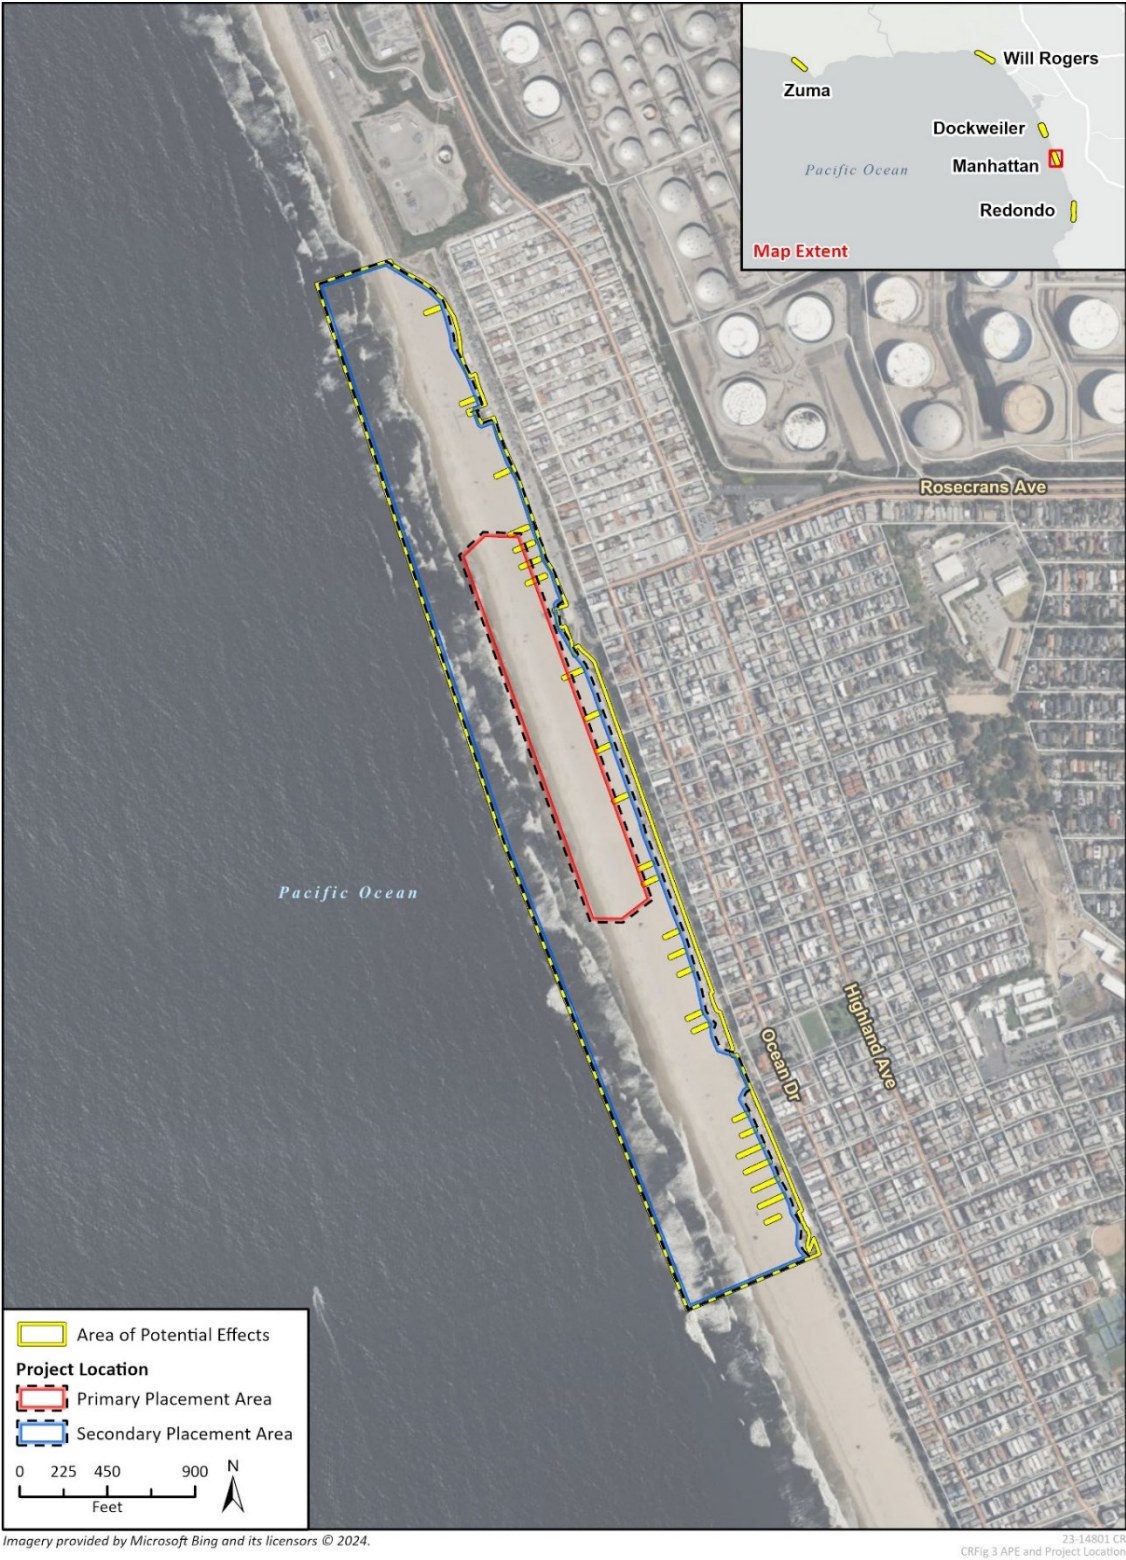 Zuma
Will Rogers
Dockweiler
Manhattan
Pacific Ocean
Redondo
Map Extent
Rosecrans Ave
Pacific Ocean
Highland Ave
Ocean Dr
Area of Potential Effects
Project Location
Primary Placement Area
Secondary Placement Area
0 225 450 900
Feet
N
Imagery provided by Microsoft Bing and its licensors © 2024.
23-14801 CR
CRFig 3 APE and Project Location